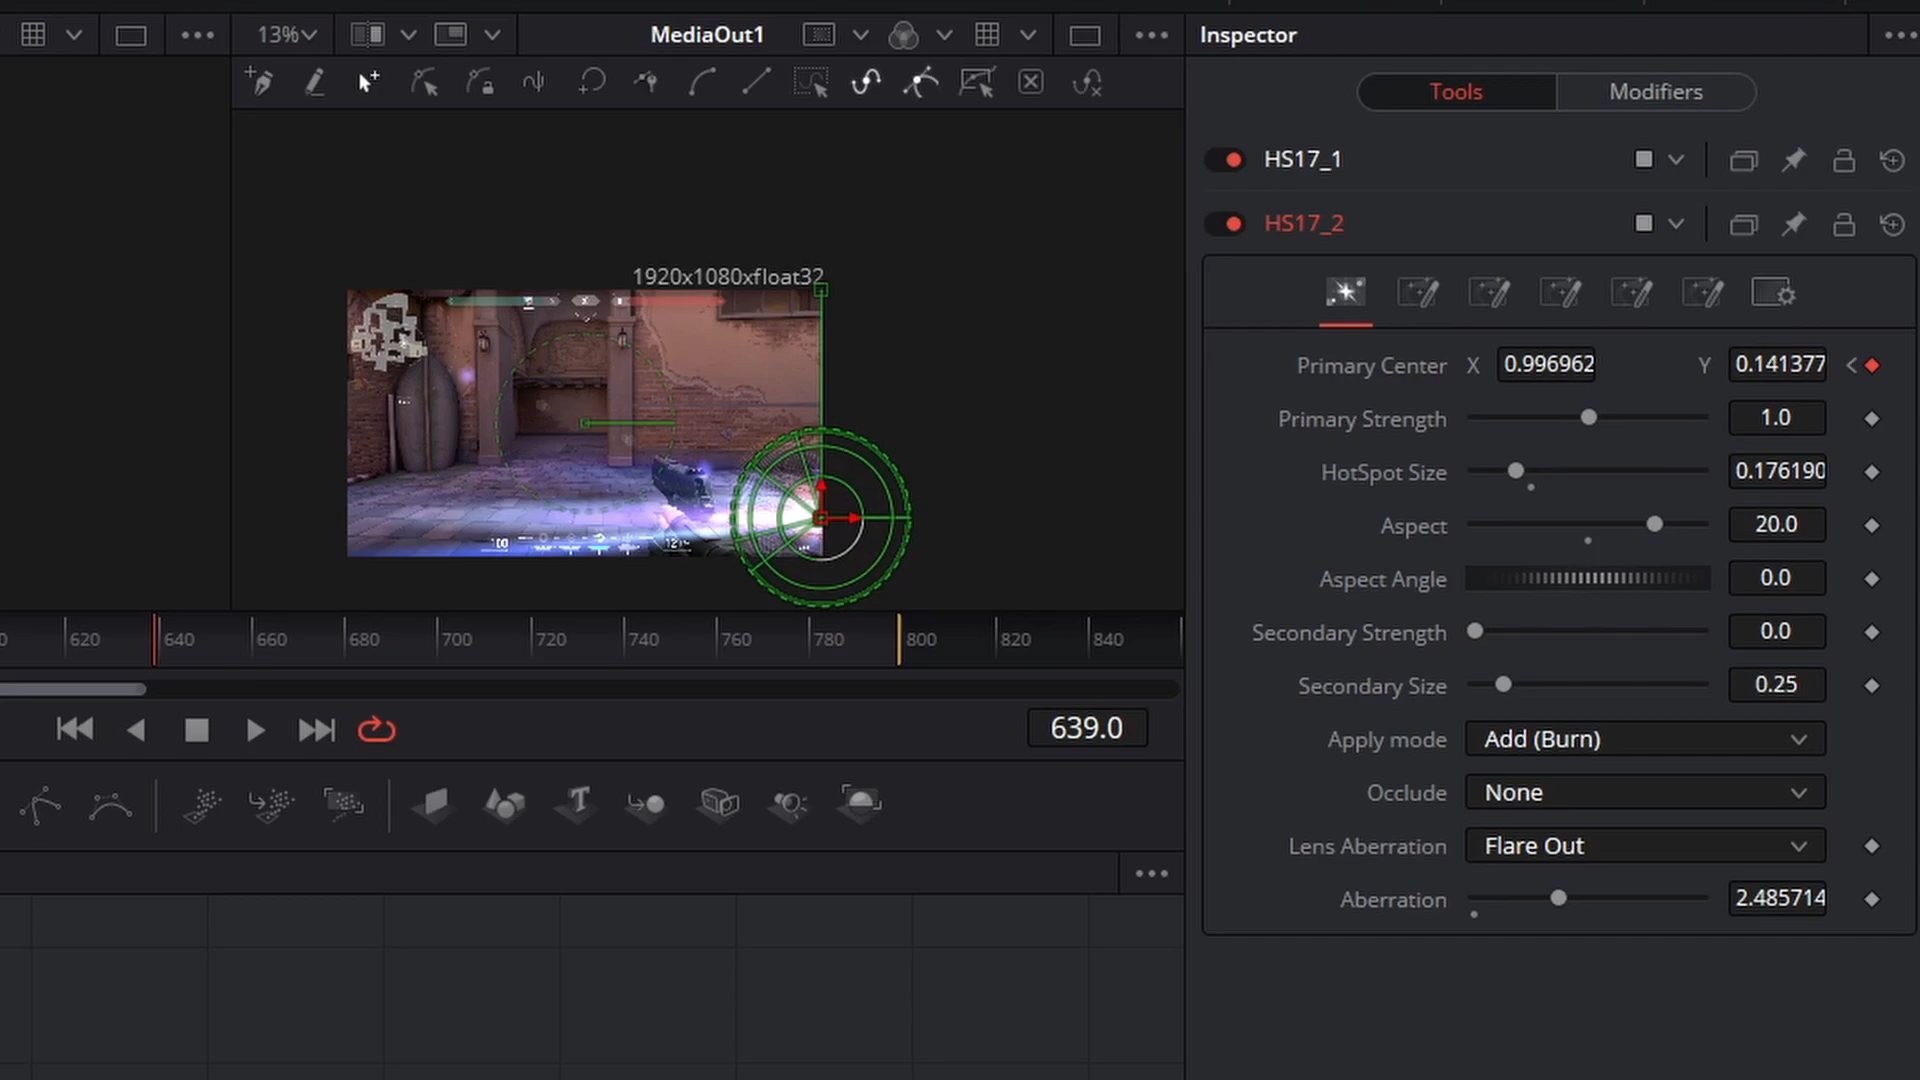 13%
MediaOut1
Inspector
Tools
Modifiers
HS17_1
HS17_2
1920x1080xfloat32
Primary Center X 0.996962 Y 0.141377
Primary Strength 1.0
HotSpot Size 0.176190
Aspect 20.0
Aspect Angle 0.0
Secondary Strength 0.0
Secondary Size 0.25
Apply mode Add (Burn)
Occlude None
Lens Aberration Flare Out
Aberration 2.485714
100
12
0 620 640 660 680 700 720 740 760 780 800 820 840
639.0